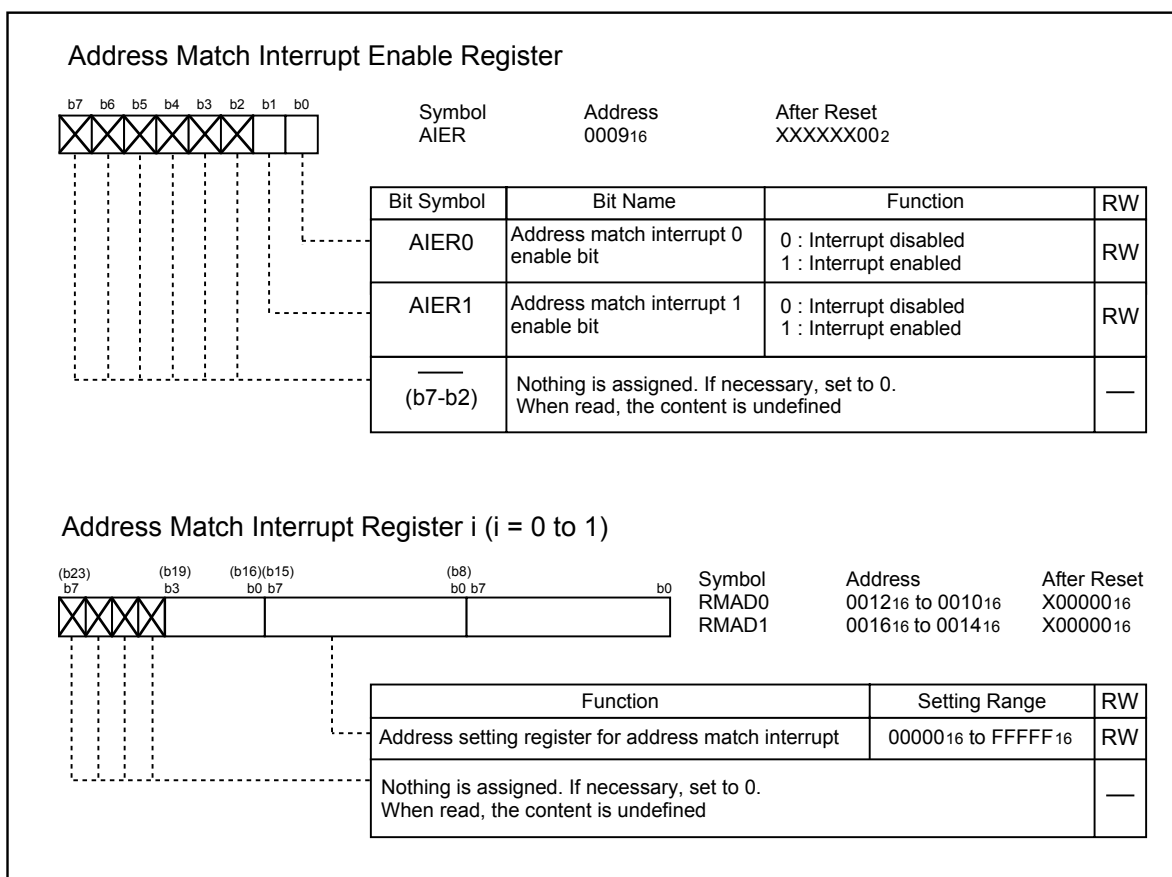 Address Match Interrupt Enable Register
b7 b6 b5 b4 b3 b2 b1 b0
Symbol Address After Reset
AIER 000916 XXXXXX002
Bit Symbol Bit Name Function RW
AIER0 Address match interrupt 0 enable bit 0 : Interrupt disabled 1 : Interrupt enabled RW
AIER1 Address match interrupt 1 enable bit 0 : Interrupt disabled 1 : Interrupt enabled RW
(b7-b2) Nothing is assigned. If necessary, set to 0.
When read, the content is undefined —
Address Match Interrupt Register i (i = 0 to 1)
(b23) (b19) (b16)(b15) (b8)
b7 b3 b0 b7 b0 b7 b0
Symbol Address After Reset
RMAD0 001216 to 001016 X0000016
RMAD1 001616 to 001416 X0000016
Function Setting Range RW
Address setting register for address match interrupt 0000016 to FFFFF16 RW
Nothing is assigned. If necessary, set to 0.
When read, the content is undefined —